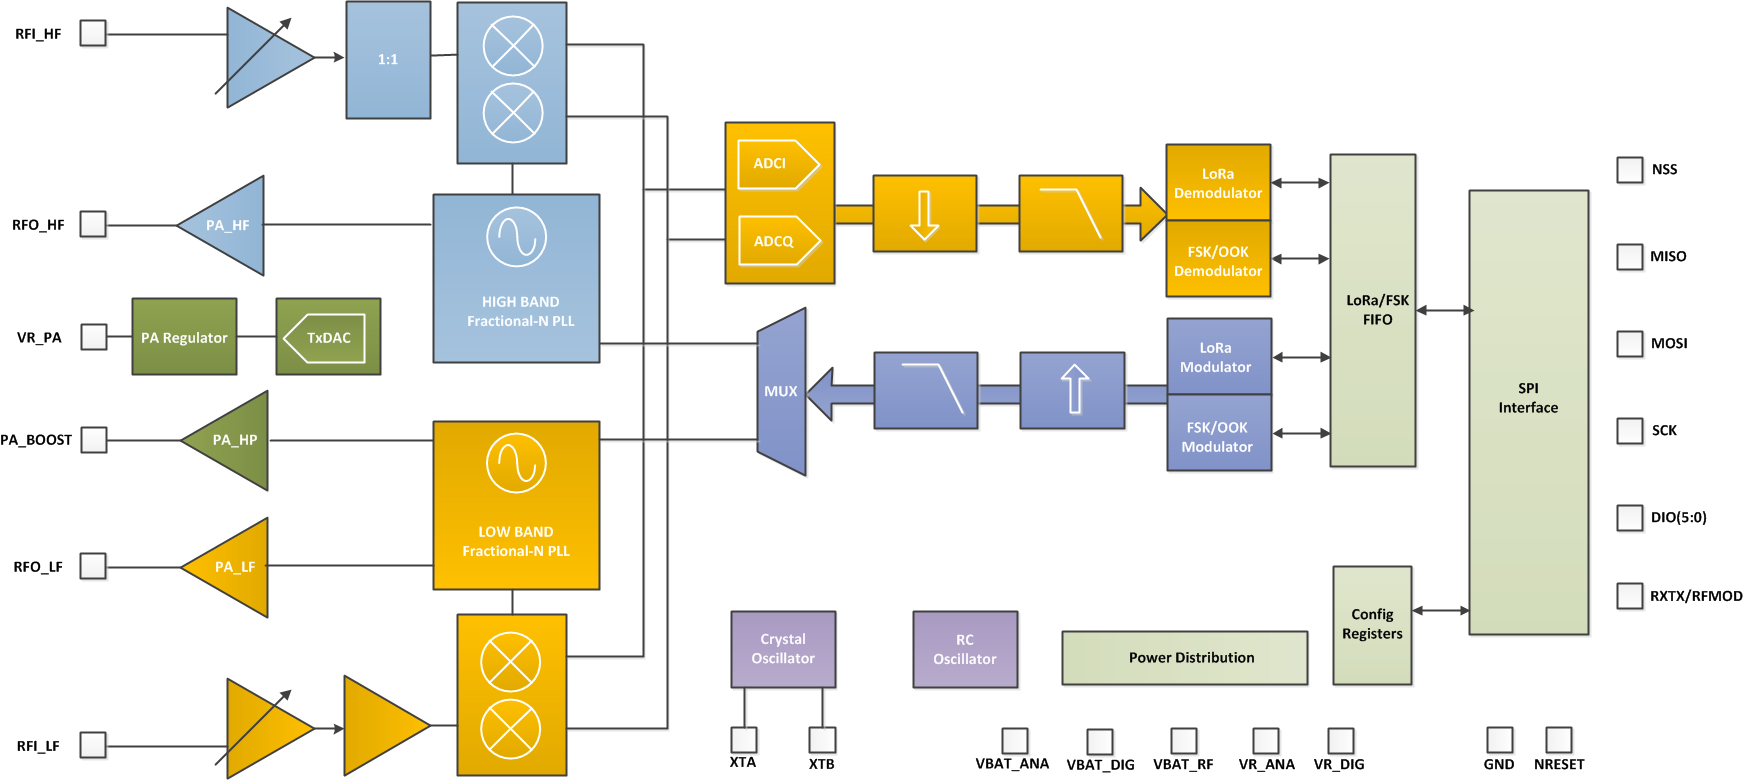 RFI_HF
1:1
RFO_HF
PA_HF
HIGH BAND
Fractional-N PLL
VR_PA
PA Regulator
TxDAC
PA_BOOST
PA_HP
LOW BAND
Fractional-N PLL
RFO_LF
PA_LF
RFI_LF
ADCI
ADCQ
MUX
LoRa
Demodulator
FSK/OOK
Demodulator
LoRa
Modulator
FSK/OOK
Modulator
LoRa/FSK
FIFO
SPI
Interface
Config
Registers
Crystal
Oscillator
RC
Oscillator
Power Distribution
XTA
XTB
VBAT_ANA
VBAT_DIG
VBAT_RF
VR_ANA
VR_DIG
GND
NRESET
NSS
MISO
MOSI
SCK
DIO(5:0)
RXTX/RFMOD